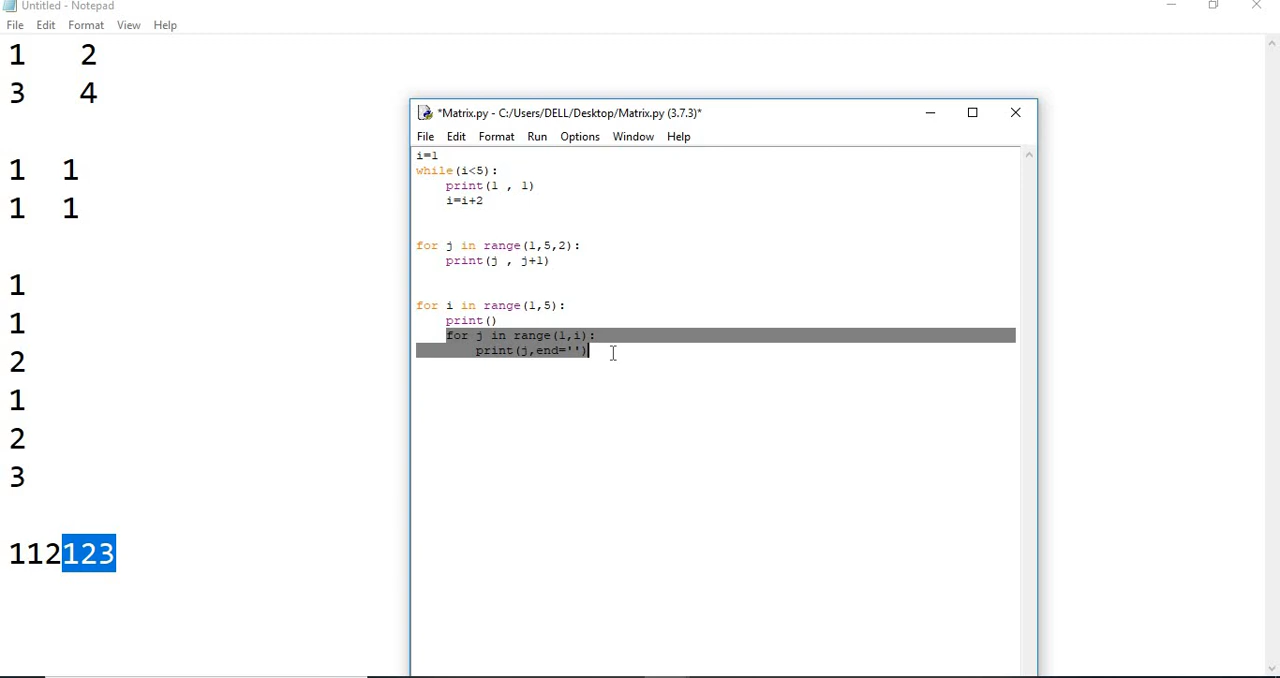 Untitled - Notepad
File Edit Format View Help
1 2
3 4
1 1
1 1
1
1
2
1
2
3
112123
*Matrix.py - C:/Users/DELL/Desktop/Matrix.py (3.7.3)*
File Edit Format Run Options Window Help
i=1
while(i<5):
    print(1 , 1)
    i=i+2
for j in range(1,5,2):
    print(j , j+1)
for i in range(1,5):
    print()
    for j in range(1,i):
        print(j,end='')